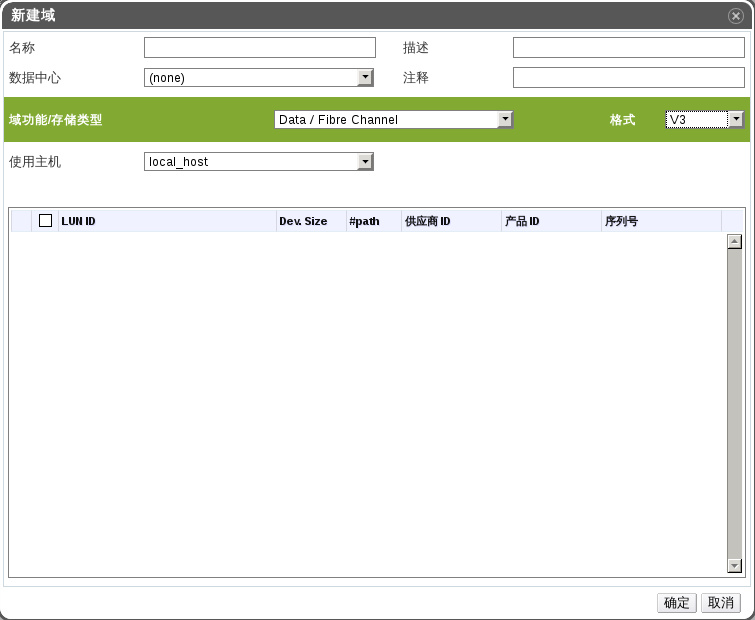 新建域
名称 描述
数据中心 (none) 注释
域功能/存储类型 Data / Fibre Channel 格式 V3
使用主机 local_host
LUN ID Dev. Size #path 供应商 ID 产品 ID 序列号
确定 取消